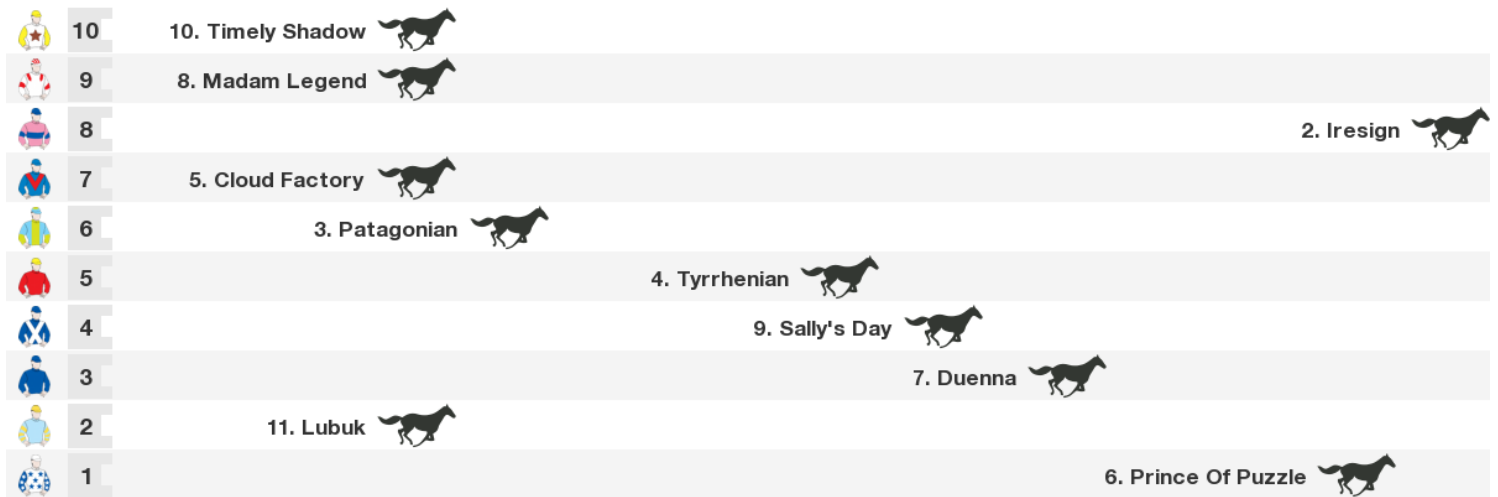 10 10. Timely Shadow
9 8. Madam Legend
8 2. Iresign
7 5. Cloud Factory
6 3. Patagonian
5 4. Tyrrhenian
4 9. Sally's Day
3 7. Duenna
2 11. Lubuk
1 6. Prince Of Puzzle